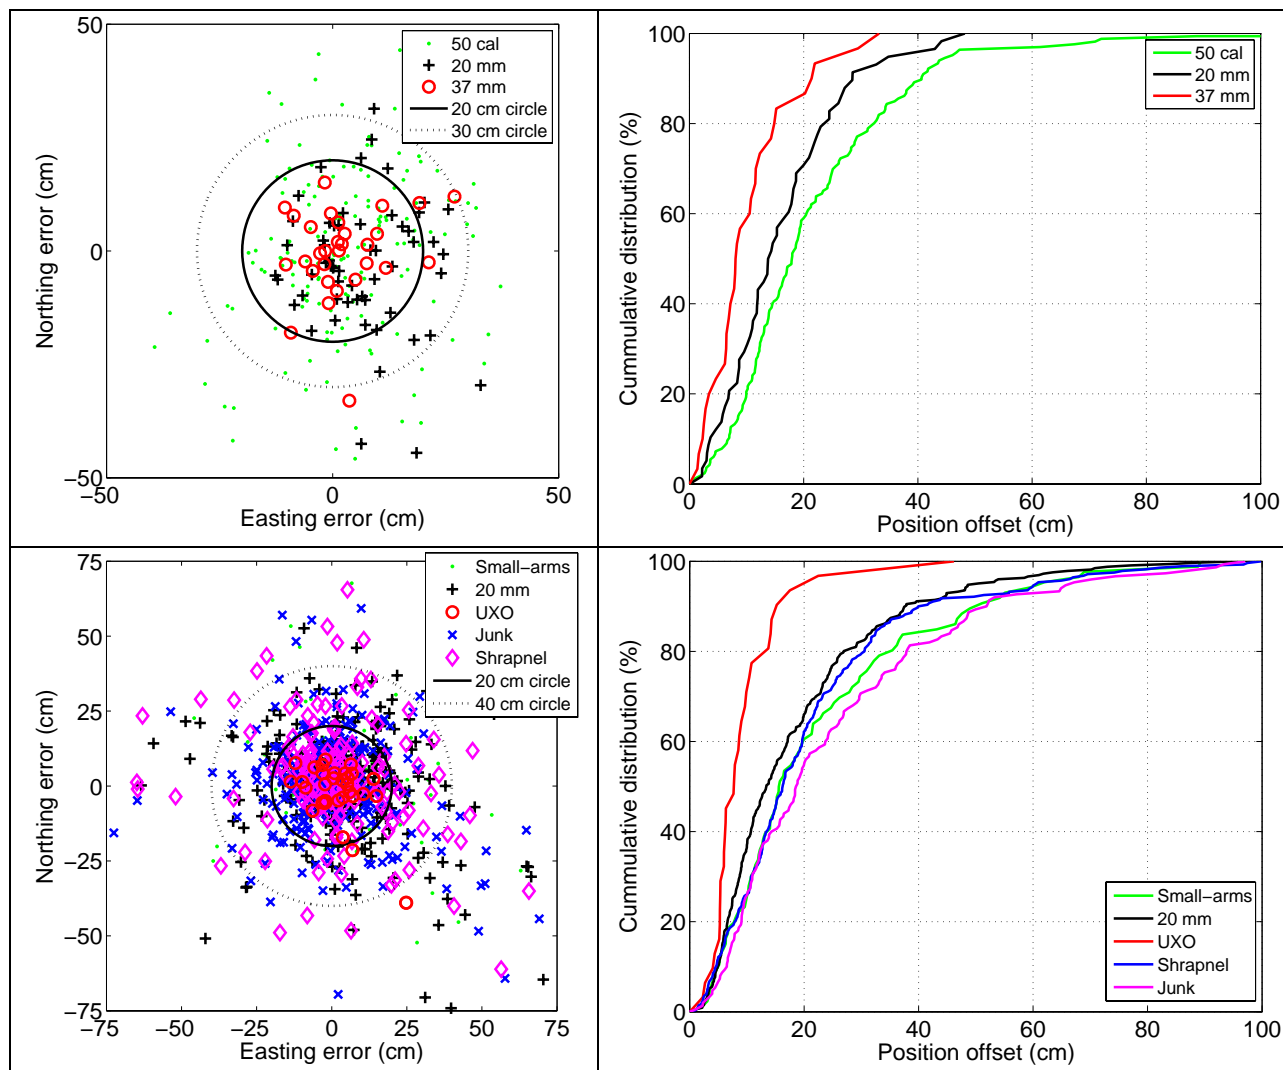 50
0
−50
−50
0
50
Northing error (cm)
Easting error (cm)
50 cal
20 mm
37 mm
20 cm circle
30 cm circle
100
80
60
40
20
0
0
20
40
60
80
100
Cummulative distribution (%)
Position offset (cm)
50 cal
20 mm
37 mm
75
50
25
0
−25
−50
−75
−75
−50
−25
0
25
50
75
Northing error (cm)
Easting error (cm)
Small−arms
20 mm
UXO
Junk
Shrapnel
20 cm circle
40 cm circle
100
80
60
40
20
0
0
20
40
60
80
100
Cumulative distribution (%)
Position offset (cm)
Small−arms
20 mm
UXO
Shrapnel
Junk